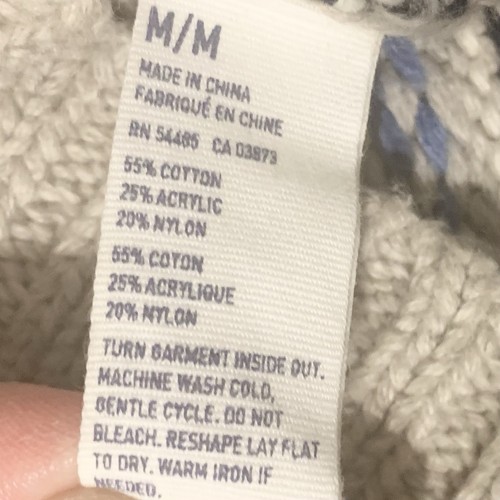 M/M
MADE IN CHINA
FABRIQUÉ EN CHINE
RN 54485 CA 03873
55% COTTON
25% ACRYLIC
20% NYLON
55% COTON
25% ACRYLIQUE
20% NYLON
TURN GARMENT INSIDE OUT.
MACHINE WASH COLD,
GENTLE CYCLE. DO NOT
BLEACH. RESHAPE LAY FLAT
TO DRY. WARM IRON IF
NEEDED.